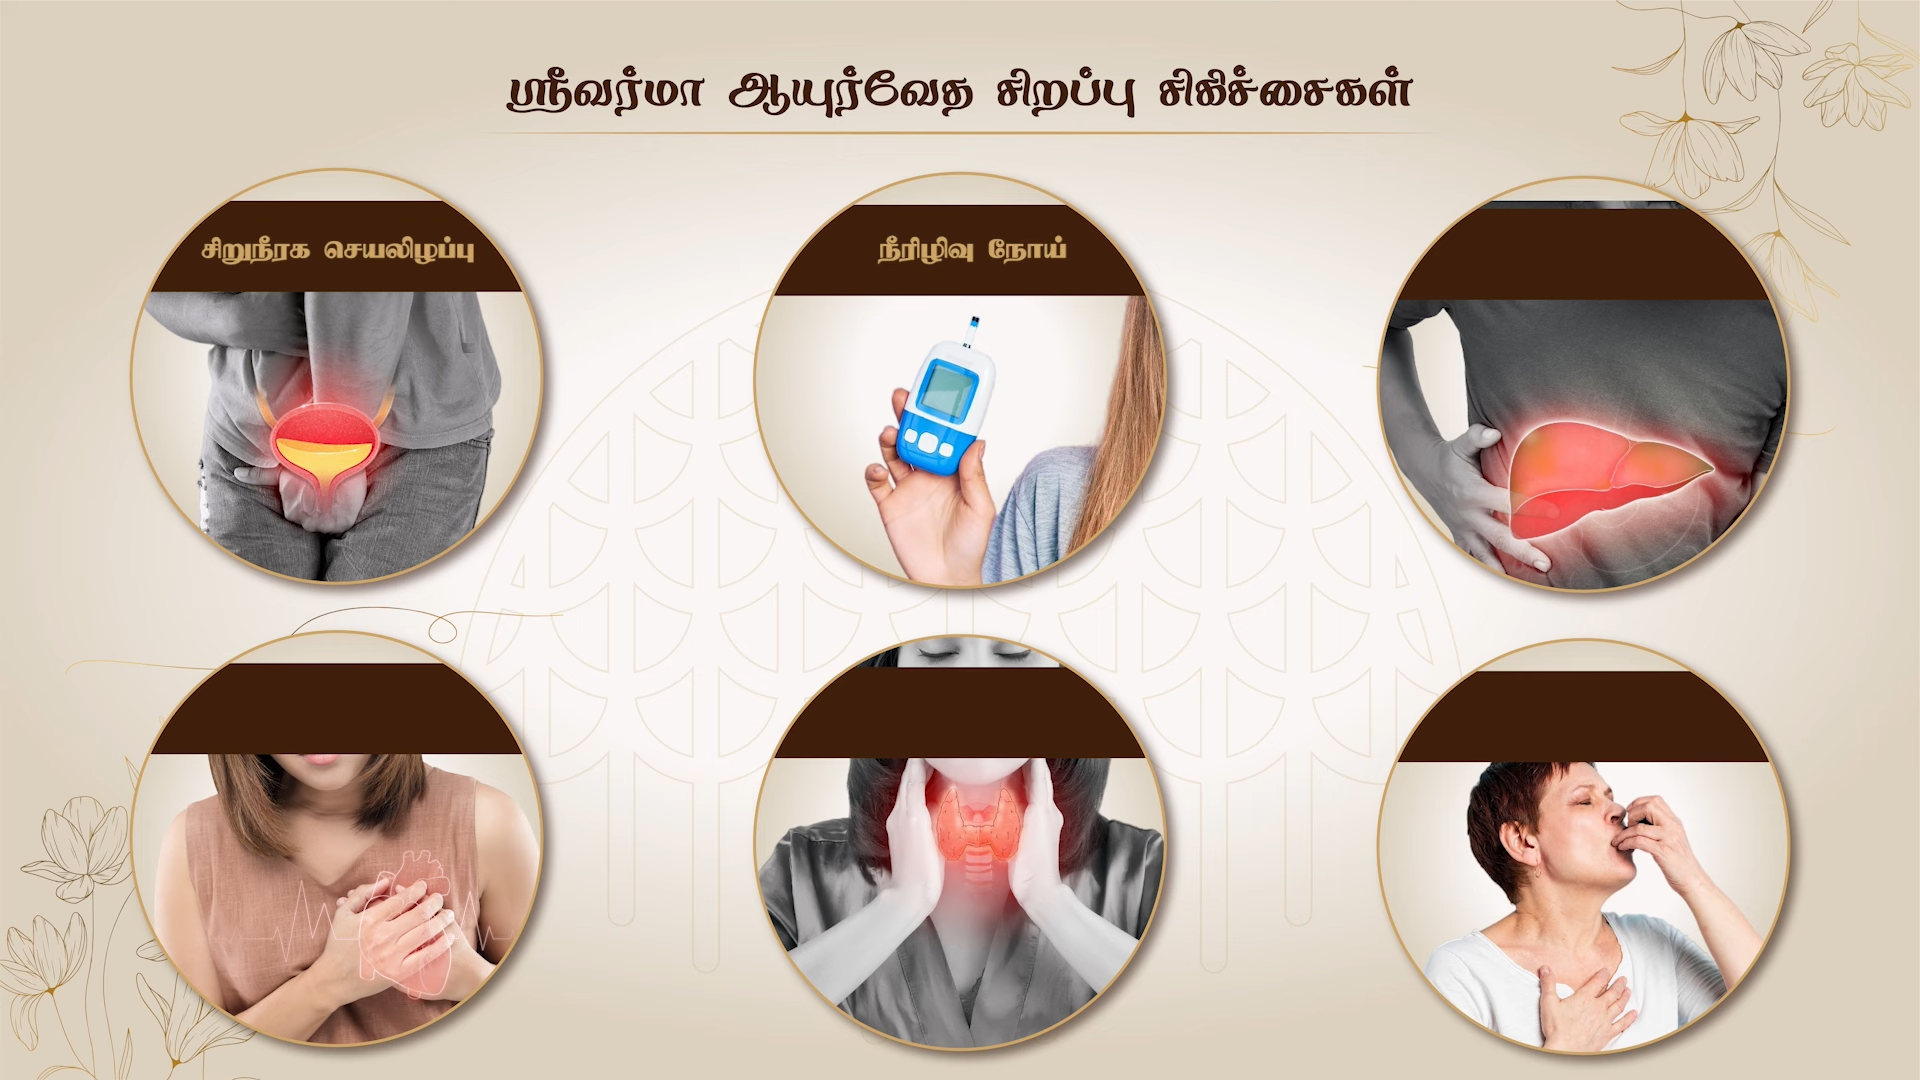 ஸ்ரீவர்மா ஆயுர்வேத சிறப்பு சிகிச்சைகள்
சிறுநீரக செயலிழப்பு
நீரிழிவு நோய்